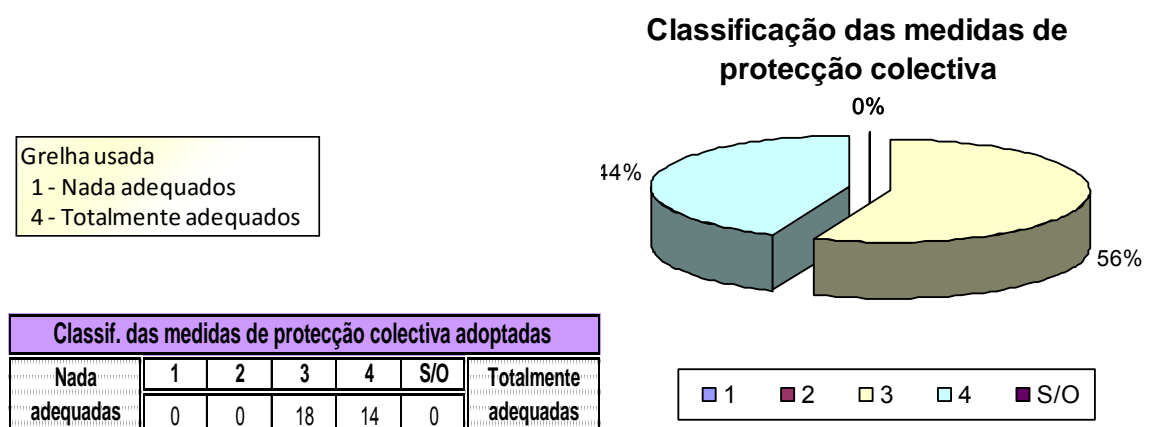 Classificação das medidas de
protecção colectiva
0%
44%
56%
Grelha usada
1 - Nada adequados
4 - Totalmente adequados
Classif. das medidas de protecção colectiva adoptadas
Nada adequadas 1 2 3 4 S/O Totalmente adequadas
0 0 18 14 0
1 2 3 4 S/O